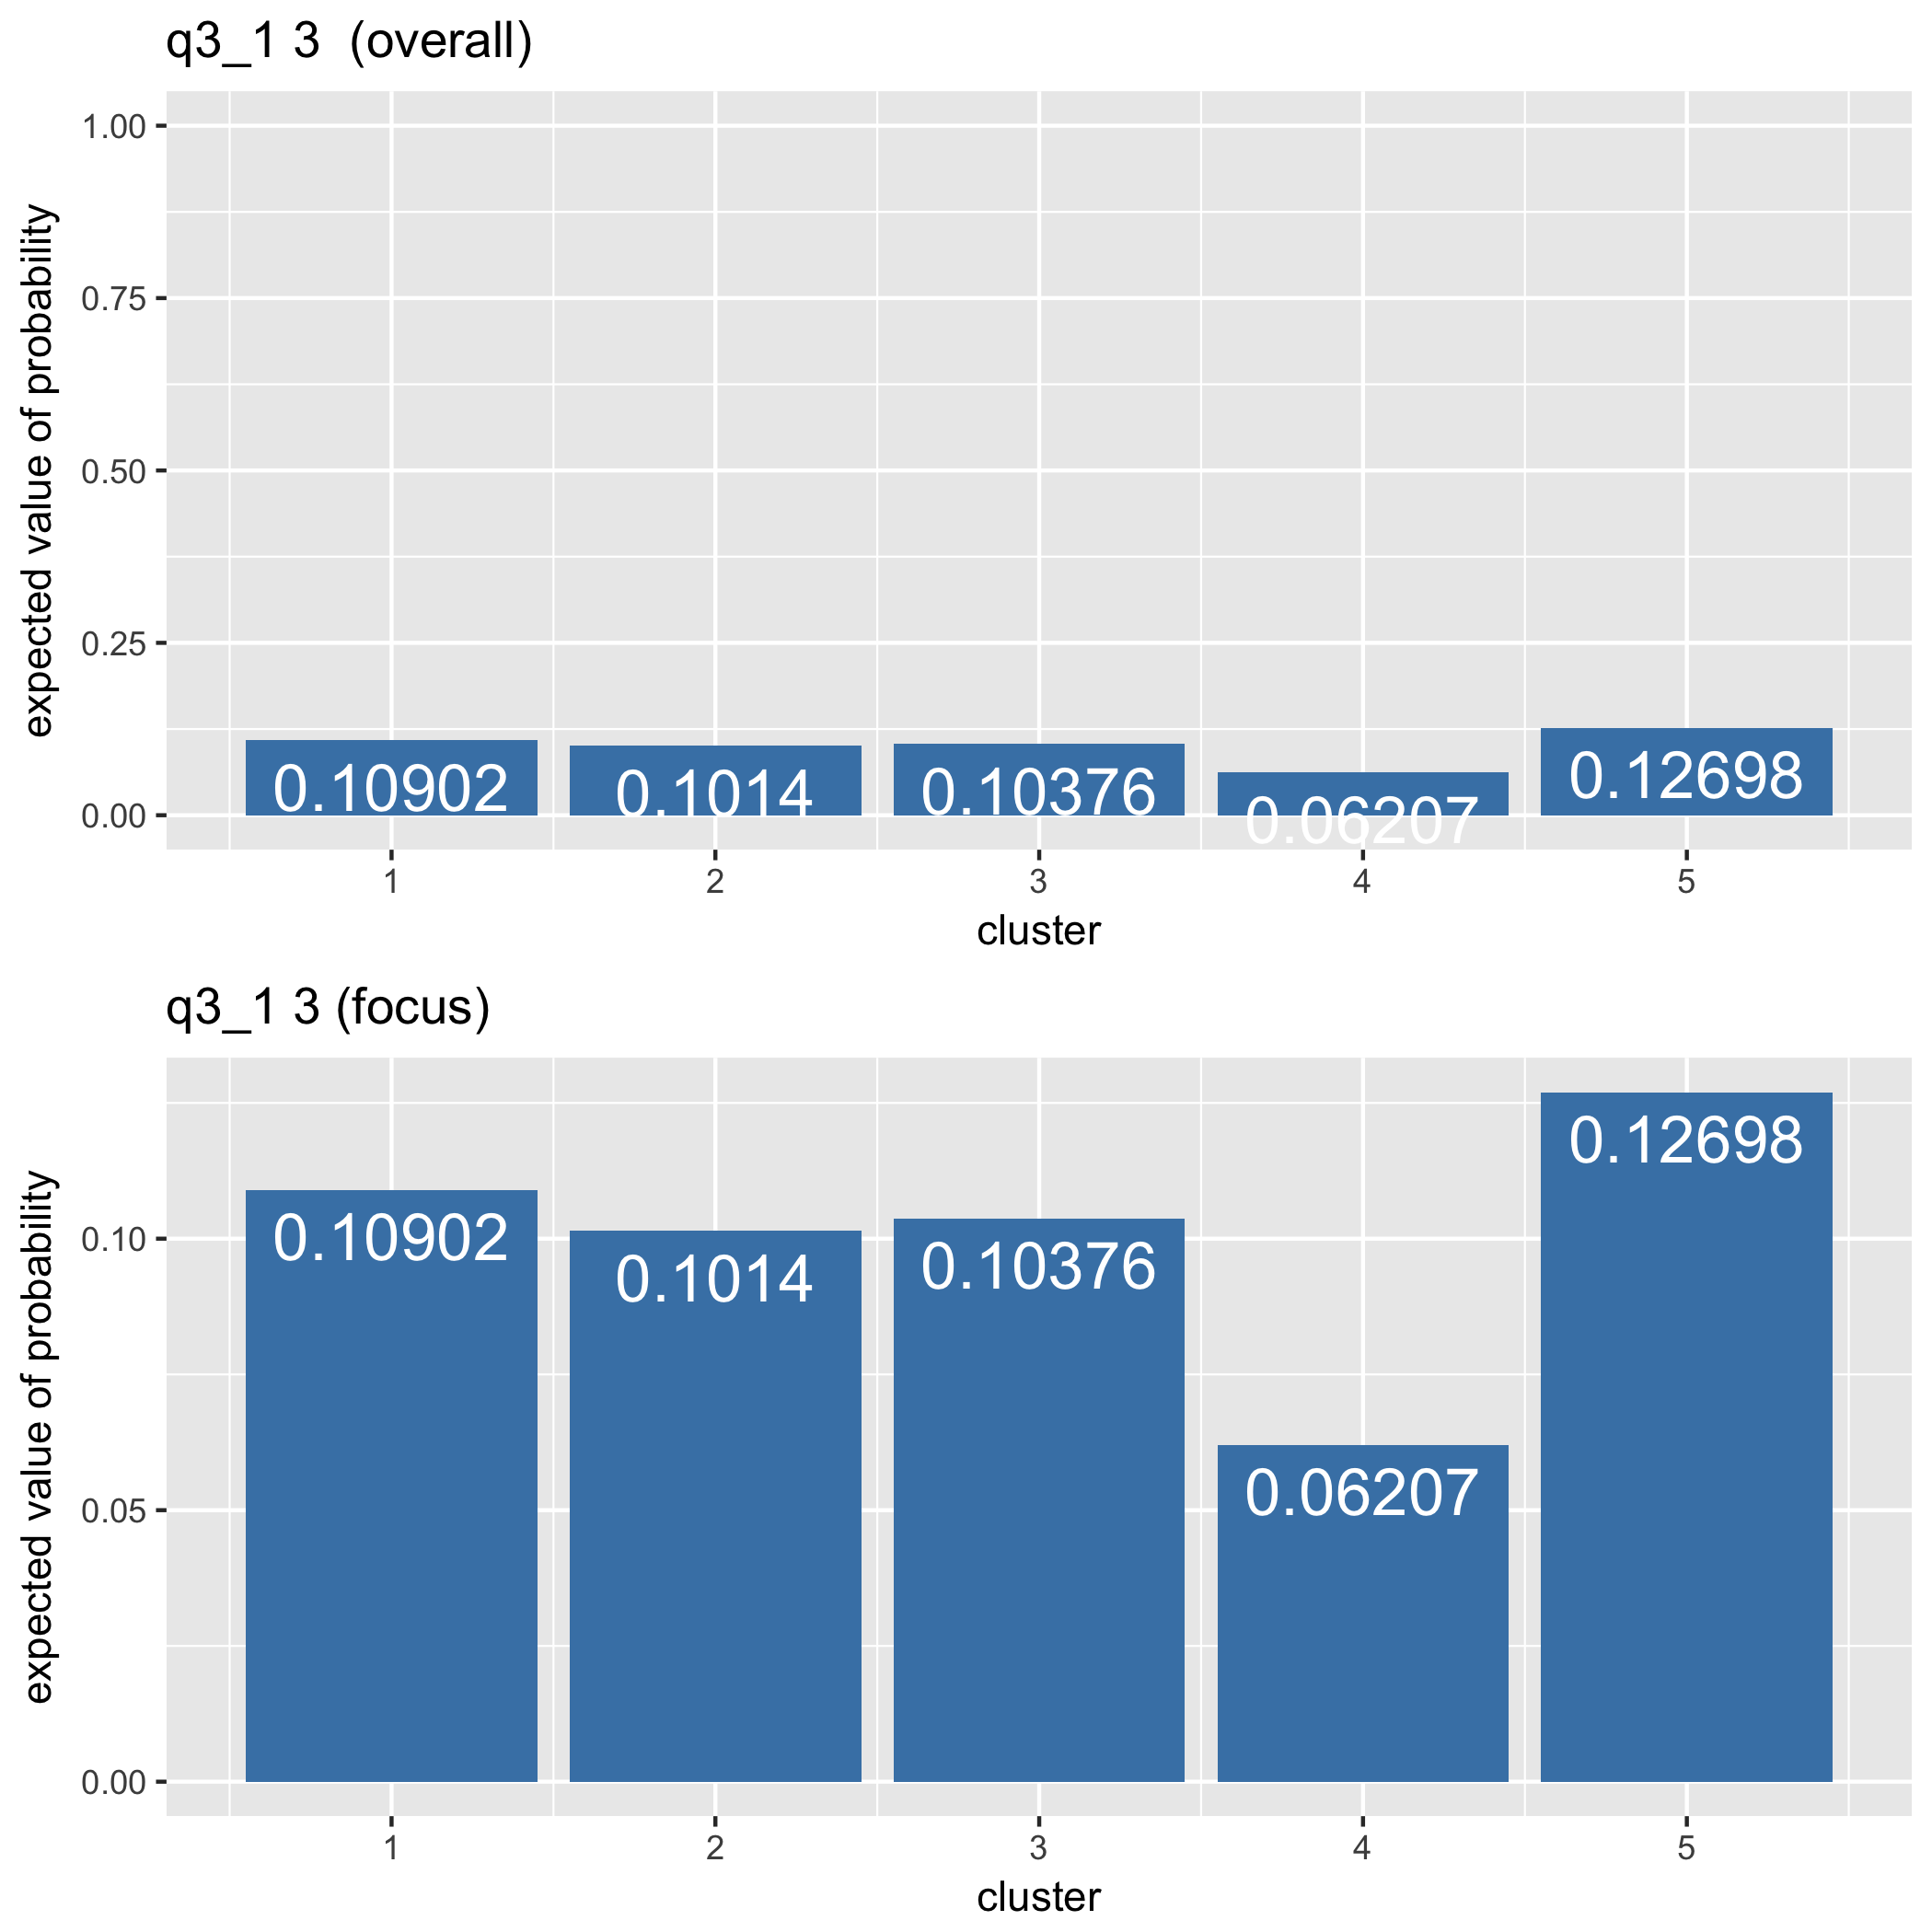 q3_1 3  (overall)
expected value of probability
1.00
0.75
0.50
0.25
0.00
0.10902
0.1014
0.10376
0.06207
0.12698
1 2 3 4 5
cluster
q3_1 3 (focus)
expected value of probability
0.10
0.05
0.00
0.10902
0.1014
0.10376
0.06207
0.12698
1 2 3 4 5
cluster